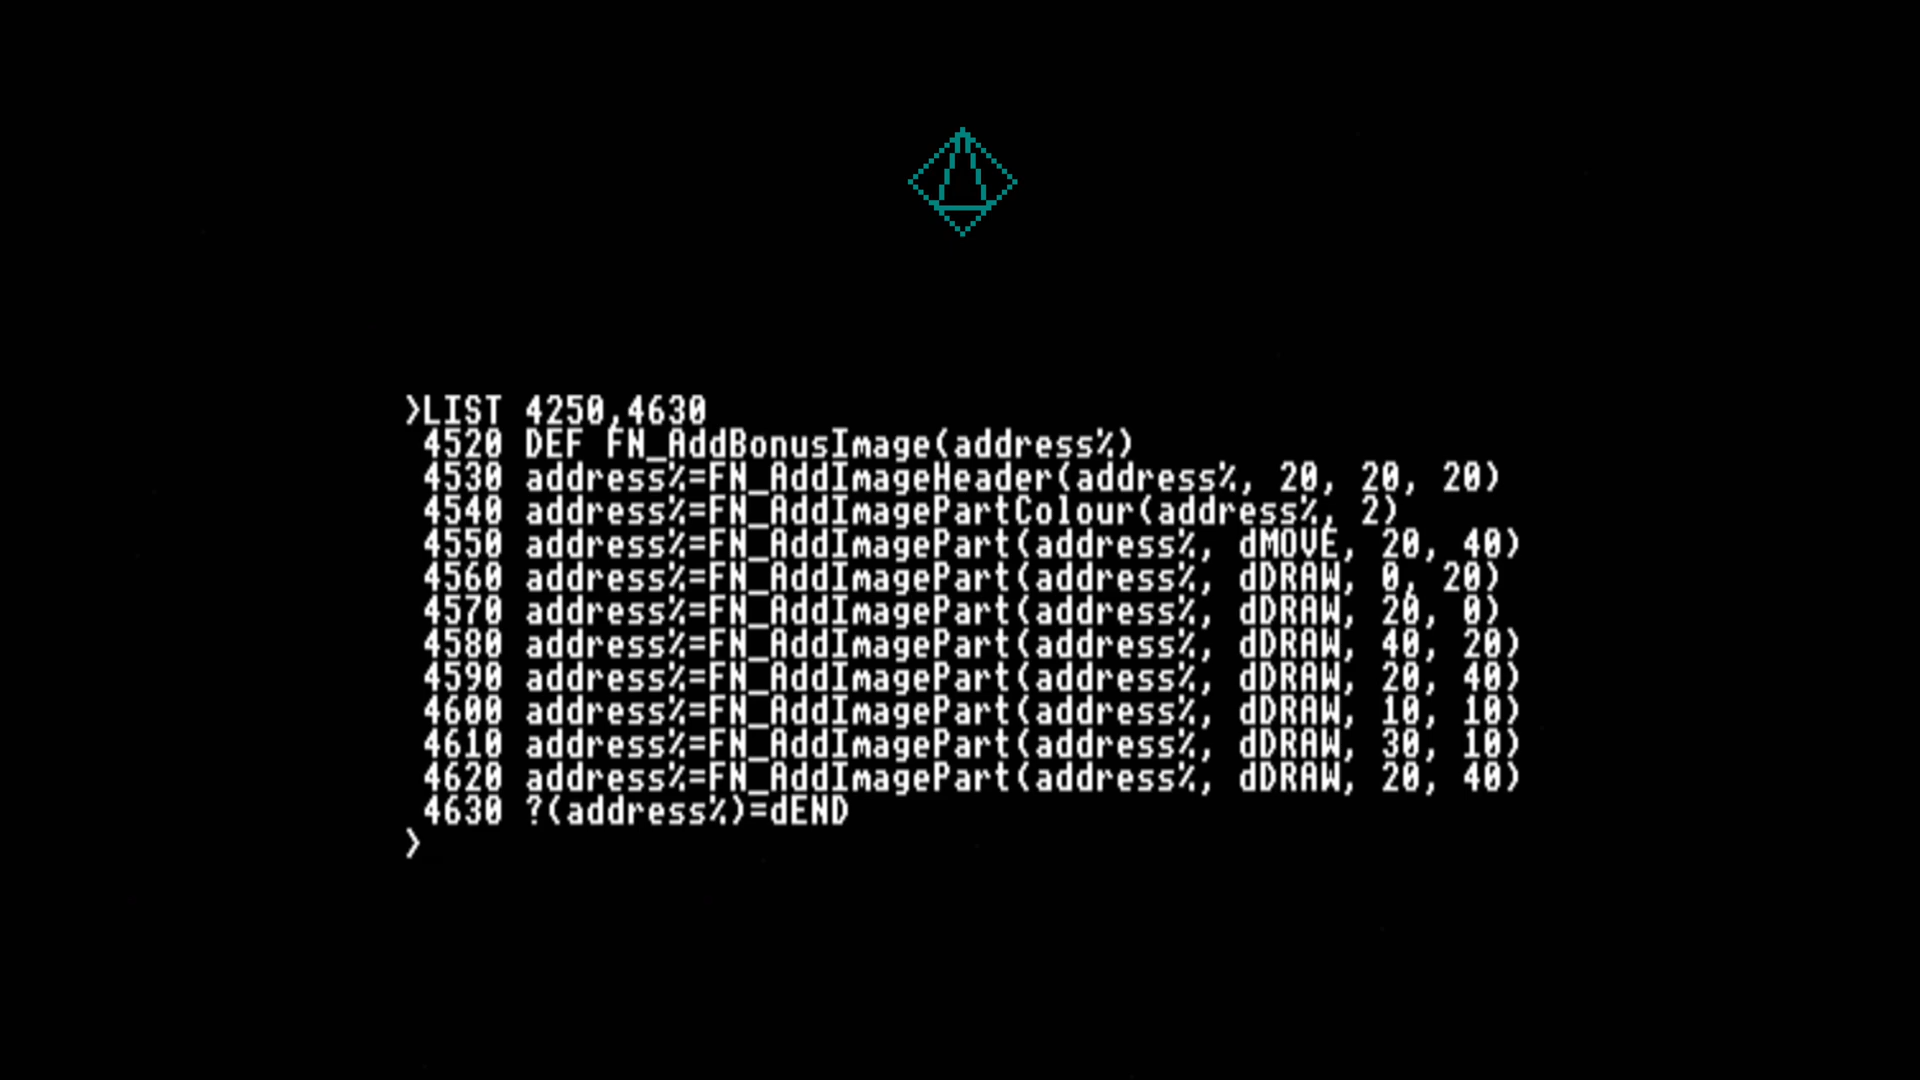 >LIST 4250,4630
4520 DEF FN_AddBonusImage(address%)
4530 address%=FN_AddImageHeader(address%, 20, 20, 20)
4540 address%=FN_AddImagePartColour(address%, 2)
4550 address%=FN_AddImagePart(address%, dMOVE, 20, 40)
4560 address%=FN_AddImagePart(address%, dDRAW, 0, 20)
4570 address%=FN_AddImagePart(address%, dDRAW, 20, 0)
4580 address%=FN_AddImagePart(address%, dDRAW, 40, 20)
4590 address%=FN_AddImagePart(address%, dDRAW, 20, 40)
4600 address%=FN_AddImagePart(address%, dDRAW, 10, 10)
4610 address%=FN_AddImagePart(address%, dDRAW, 30, 10)
4620 address%=FN_AddImagePart(address%, dDRAW, 20, 40)
4630 ?(address%)=dEND
>